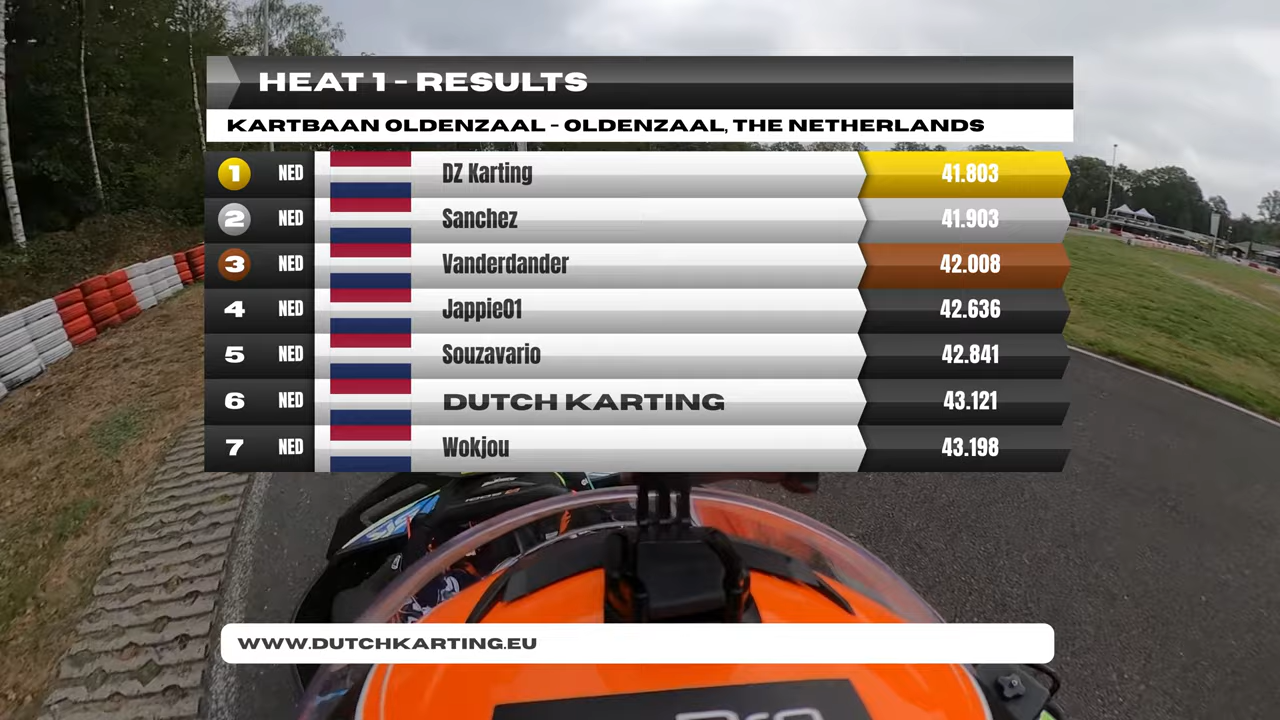 HEAT 1 - RESULTS
KARTBAAN OLDENZAAL - OLDENZAAL, THE NETHERLANDS
1 NED DZ Karting 41.803
2 NED Sanchez 41.903
3 NED Vanderdander 42.008
4 NED Jappie01 42.636
5 NED Souzavario 42.841
6 NED DUTCH KARTING 43.121
7 NED Wokjou 43.198
WWW.DUTCHKARTING.EU